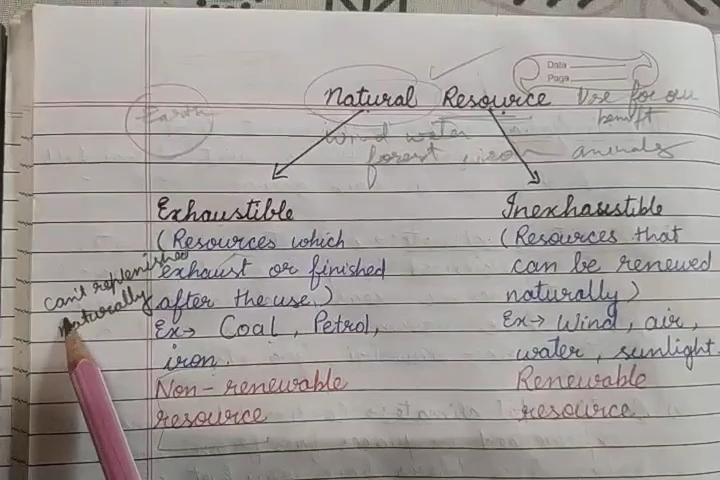 Data
Page
Natural Resource Use for our
benift
Earth
wind water
forest, iron animals
Exhaustible
(Resources which
exhaust or finished
after the use.)
Ex→ Coal, Petrol,
iron.
Non-renewable
resource
can't replenished
naturally
Inexhaustible
(Resources that
can be renewed
naturally)
Ex→ Wind, air,
water, sunlight.
Renewable
resource